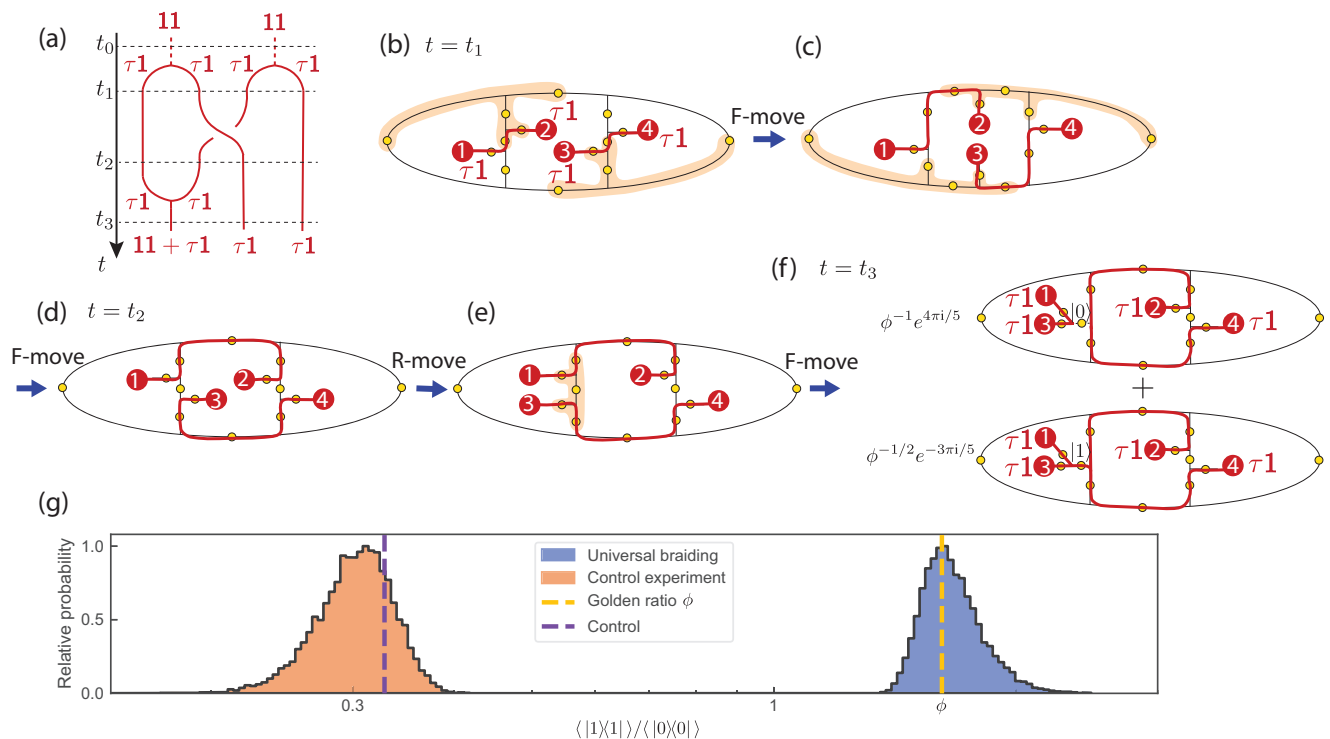 (a)
11 11
t₀
τ1 τ1 τ1 τ1
t₁
t₂
τ1 τ1
t₃
11 + τ1 τ1 τ1
t
(b) t = t₁
τ1
1 2 3 4
τ1 τ1
τ1
F-move
(c)
1 2 3 4
(d) t = t₂
F-move
1 2 3 4
R-move
(e)
1 2 3 4
F-move
(f) t = t₃
ϕ⁻¹e^{4πi/5}
τ1 1 |0⟩ τ1 2
τ1 3 4 τ1
+
ϕ^{−1/2}e^{−3πi/5}
τ1 1 |1⟩ τ1 2
τ1 3 4 τ1
(g)
Relative probability
1.0
0.5
0.0
Universal braiding
Control experiment
Golden ratio ϕ
Control
0.3 1 ϕ
⟨|1⟩⟨1|⟩/⟨|0⟩⟨0|⟩